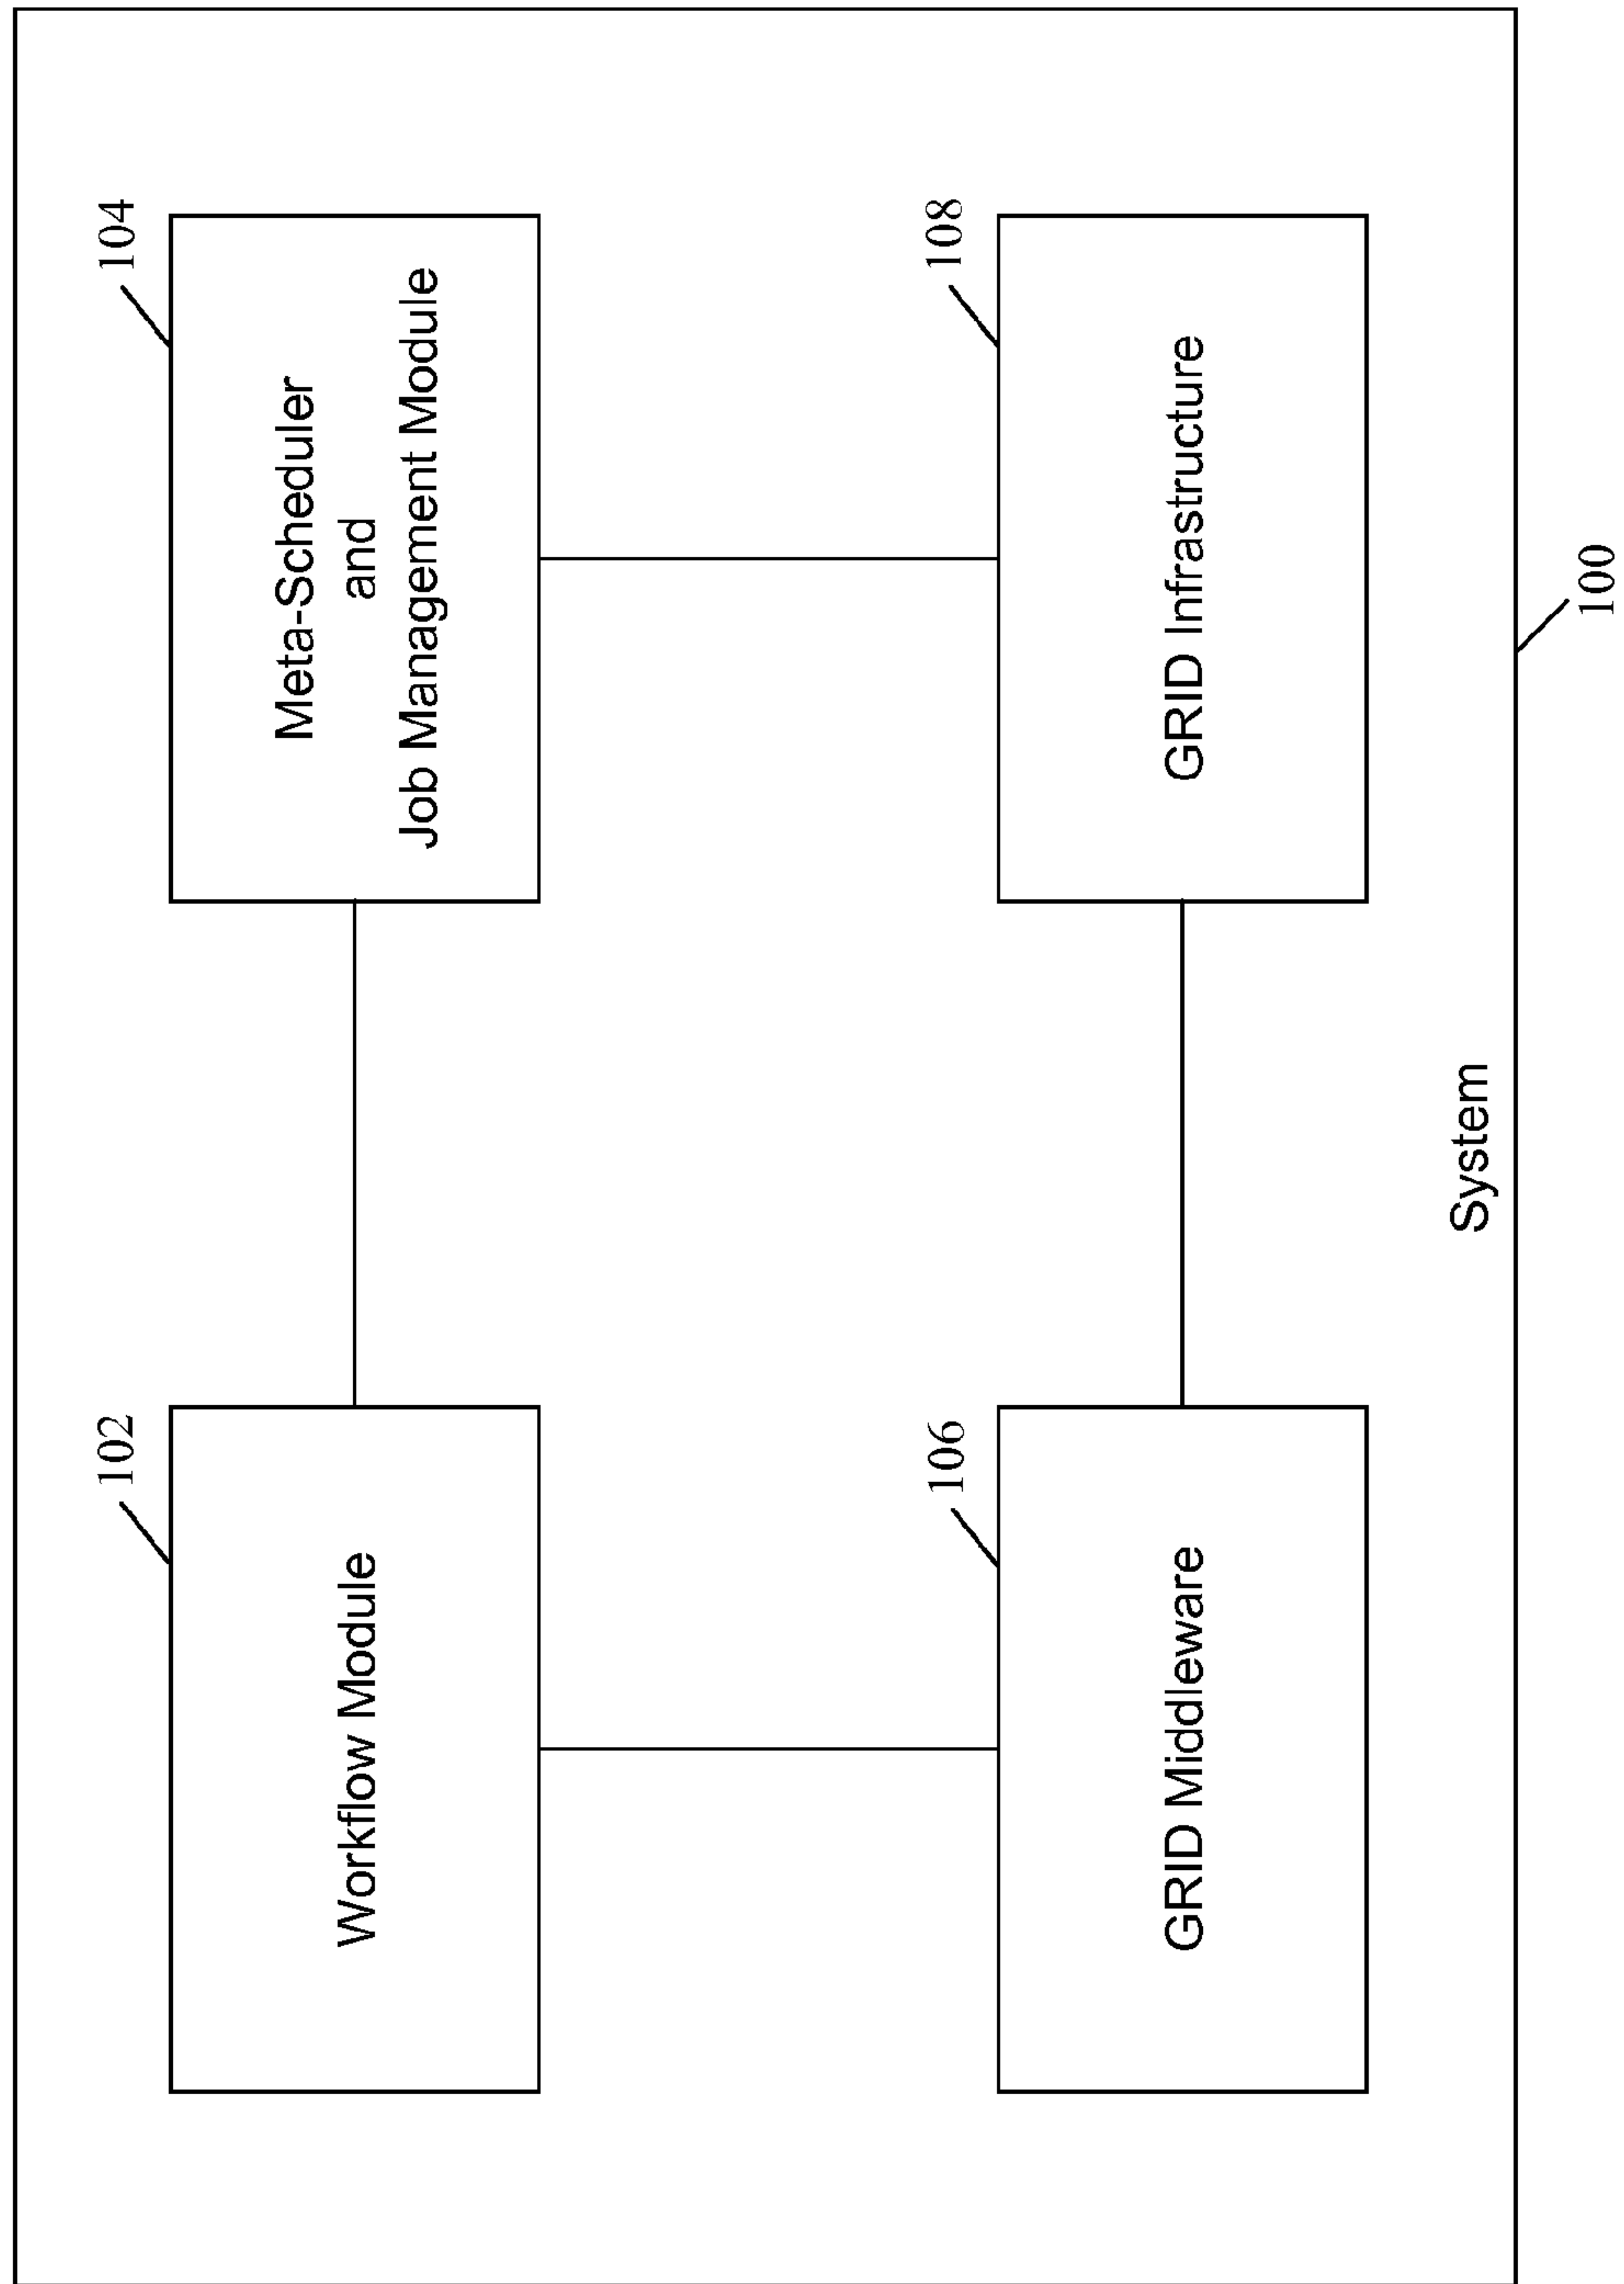 102
104
Workflow Module
Meta-Scheduler
and
Job Management Module
106
108
GRID Middleware
GRID Infrastructure
System
100